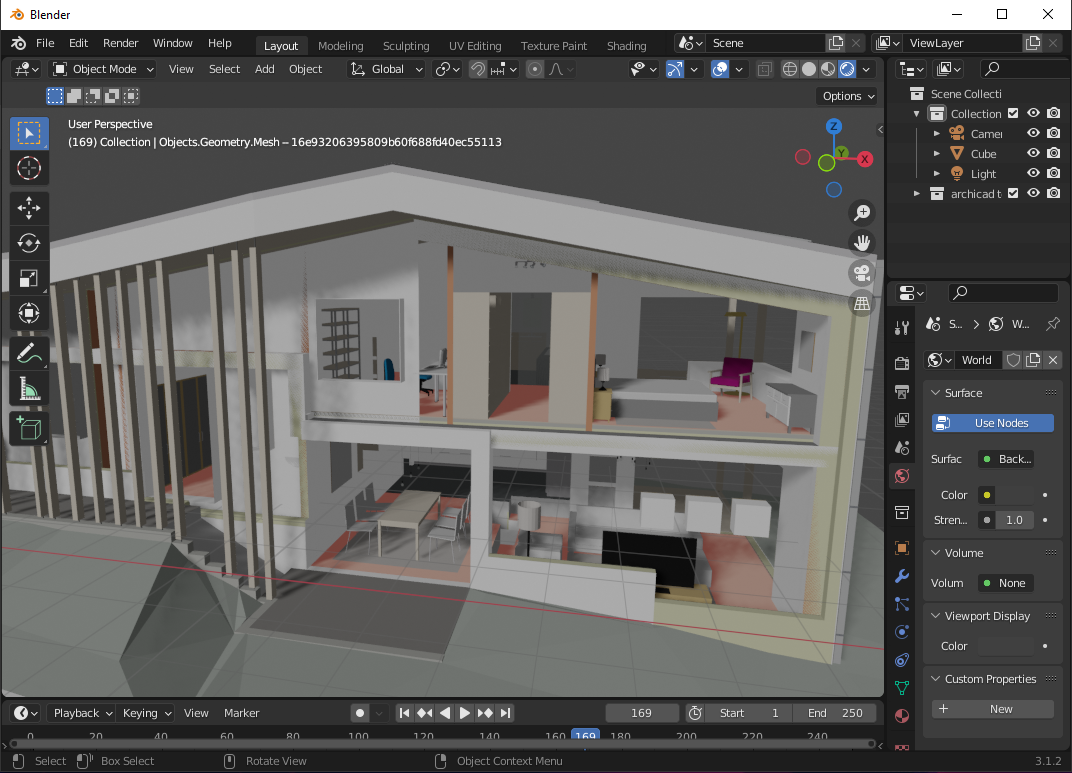 Blender
File Edit Render Window Help Layout Modeling Sculpting UV Editing Texture Paint Shading Scene ViewLayer
Object Mode View Select Add Object Global
Options
User Perspective
(169) Collection | Objects.Geometry.Mesh – 16e93206395809b60f688fd40ec55113
Z
Y
X
Scene Collecti
Collection
Camer
Cube
Light
archicad t
S... W...
World
Surface
Use Nodes
Surfac Back...
Color
Stren... 1.0
Volume
Volum None
Viewport Display
Color
Custom Properties
New
Playback Keying View Marker 169 Start 1 End 250
0 20 40 60 80 100 120 140 160 169 180 200 220 240
Select Box Select Rotate View Object Context Menu 3.1.2